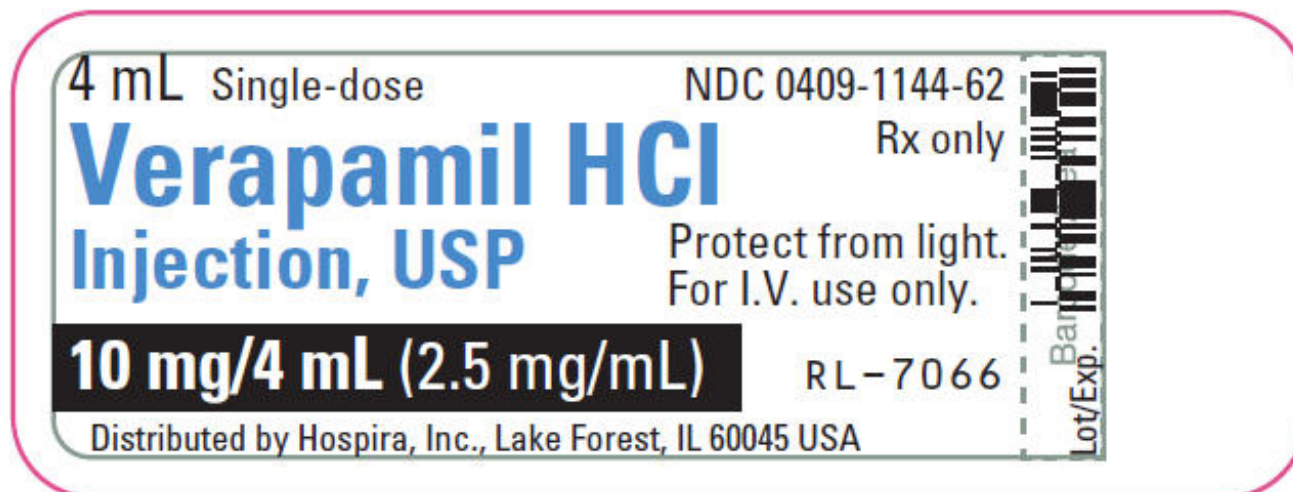 4 mL Single-dose
NDC 0409-1144-62
Verapamil HCl
Rx only
Injection, USP
Protect from light.
For I.V. use only.
10 mg/4 mL (2.5 mg/mL)
RL-7066
Distributed by Hospira, Inc., Lake Forest, IL 60045 USA
Lot/Exp.